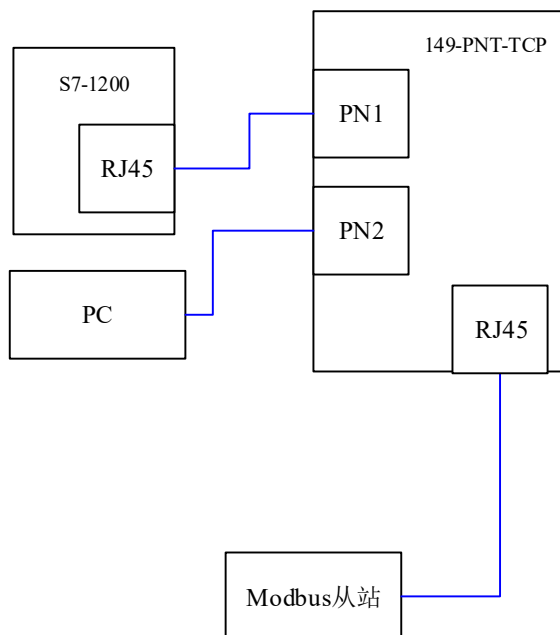 149-PNT-TCP
S7-1200
PN1
RJ45
PN2
PC
RJ45
Modbus从站